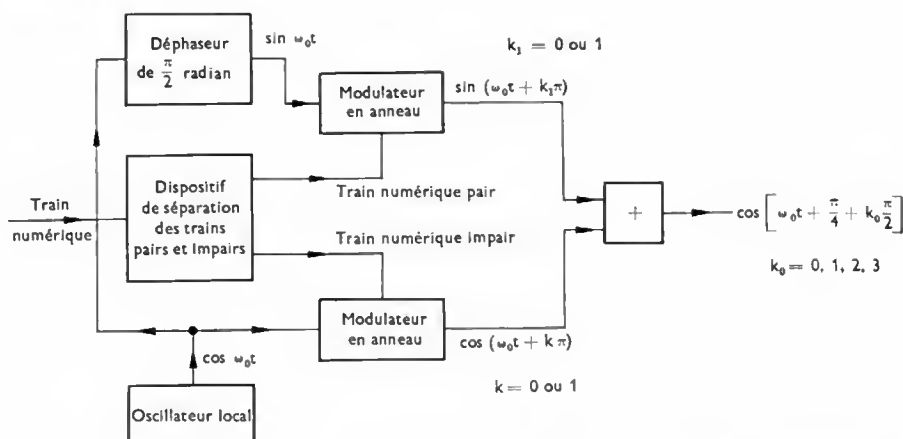 Déphaseur
de π/2 radian
sin ω₀t
k₁ = 0 ou 1
Modulateur
en anneau
sin (ω₀t + k₁π)
Train
numérique
Dispositif
de séparation
des trains
pairs et Impairs
Train numérique pair
Train numérique impair
+
cos [ω₀t + π/4 + k₀ π/2]
k₀ = 0, 1, 2, 3
Modulateur
en anneau
cos (ω₀t + k π)
cos ω₀t
k = 0 ou 1
Oscillateur local